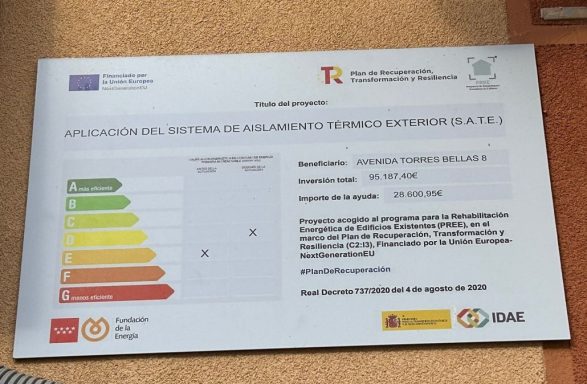 Financiado por
la Unión Europea
NextGenerationEU
Plan de Recuperación,
Transformación y Resiliencia
Título del proyecto:
APLICACIÓN DEL SISTEMA DE AISLAMIENTO TÉRMICO EXTERIOR (S.A.T.E.)
A más eficiente
B
C
D
E
F
G menos eficiente
X
X
Beneficiario: AVENIDA TORRES BELLAS 8
Inversión total: 95.187,40€
Importe de la ayuda: 28.600,95€
Proyecto acogido al programa para la Rehabilitación
Energética de Edificios Existentes (PREE), en el
marco del Plan de Recuperación, Transformación y
Resiliencia (C2:I3), Financiado por la Unión Europea-
NextGenerationEU
#PlanDeRecuperación
Real Decreto 737/2020 del 4 de agosto de 2020
Fundación
de la
Energía
IDAE